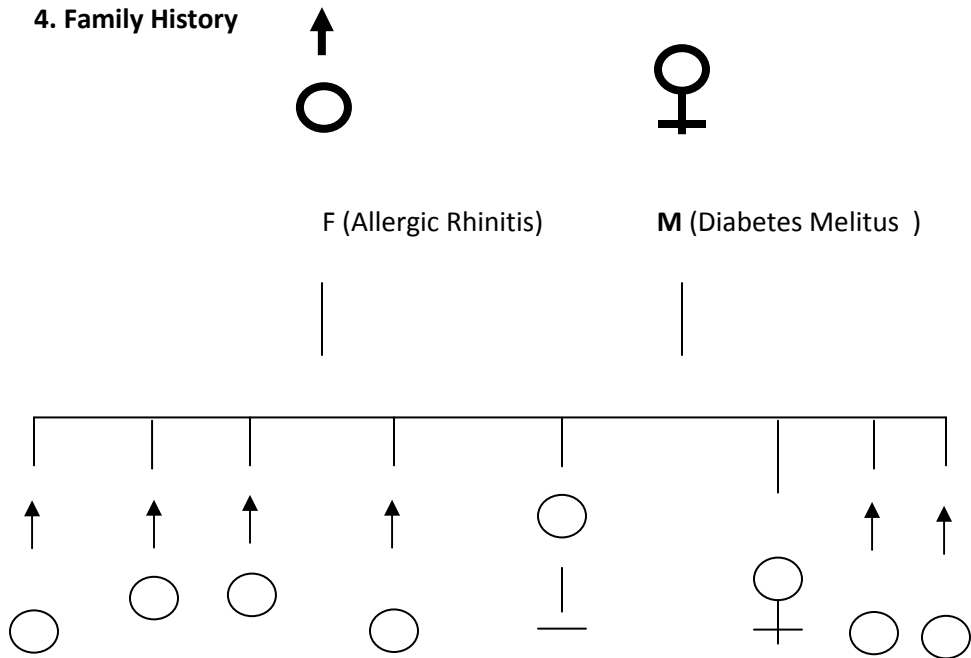 4. Family History
F (Allergic Rhinitis)
M (Diabetes Melitus )